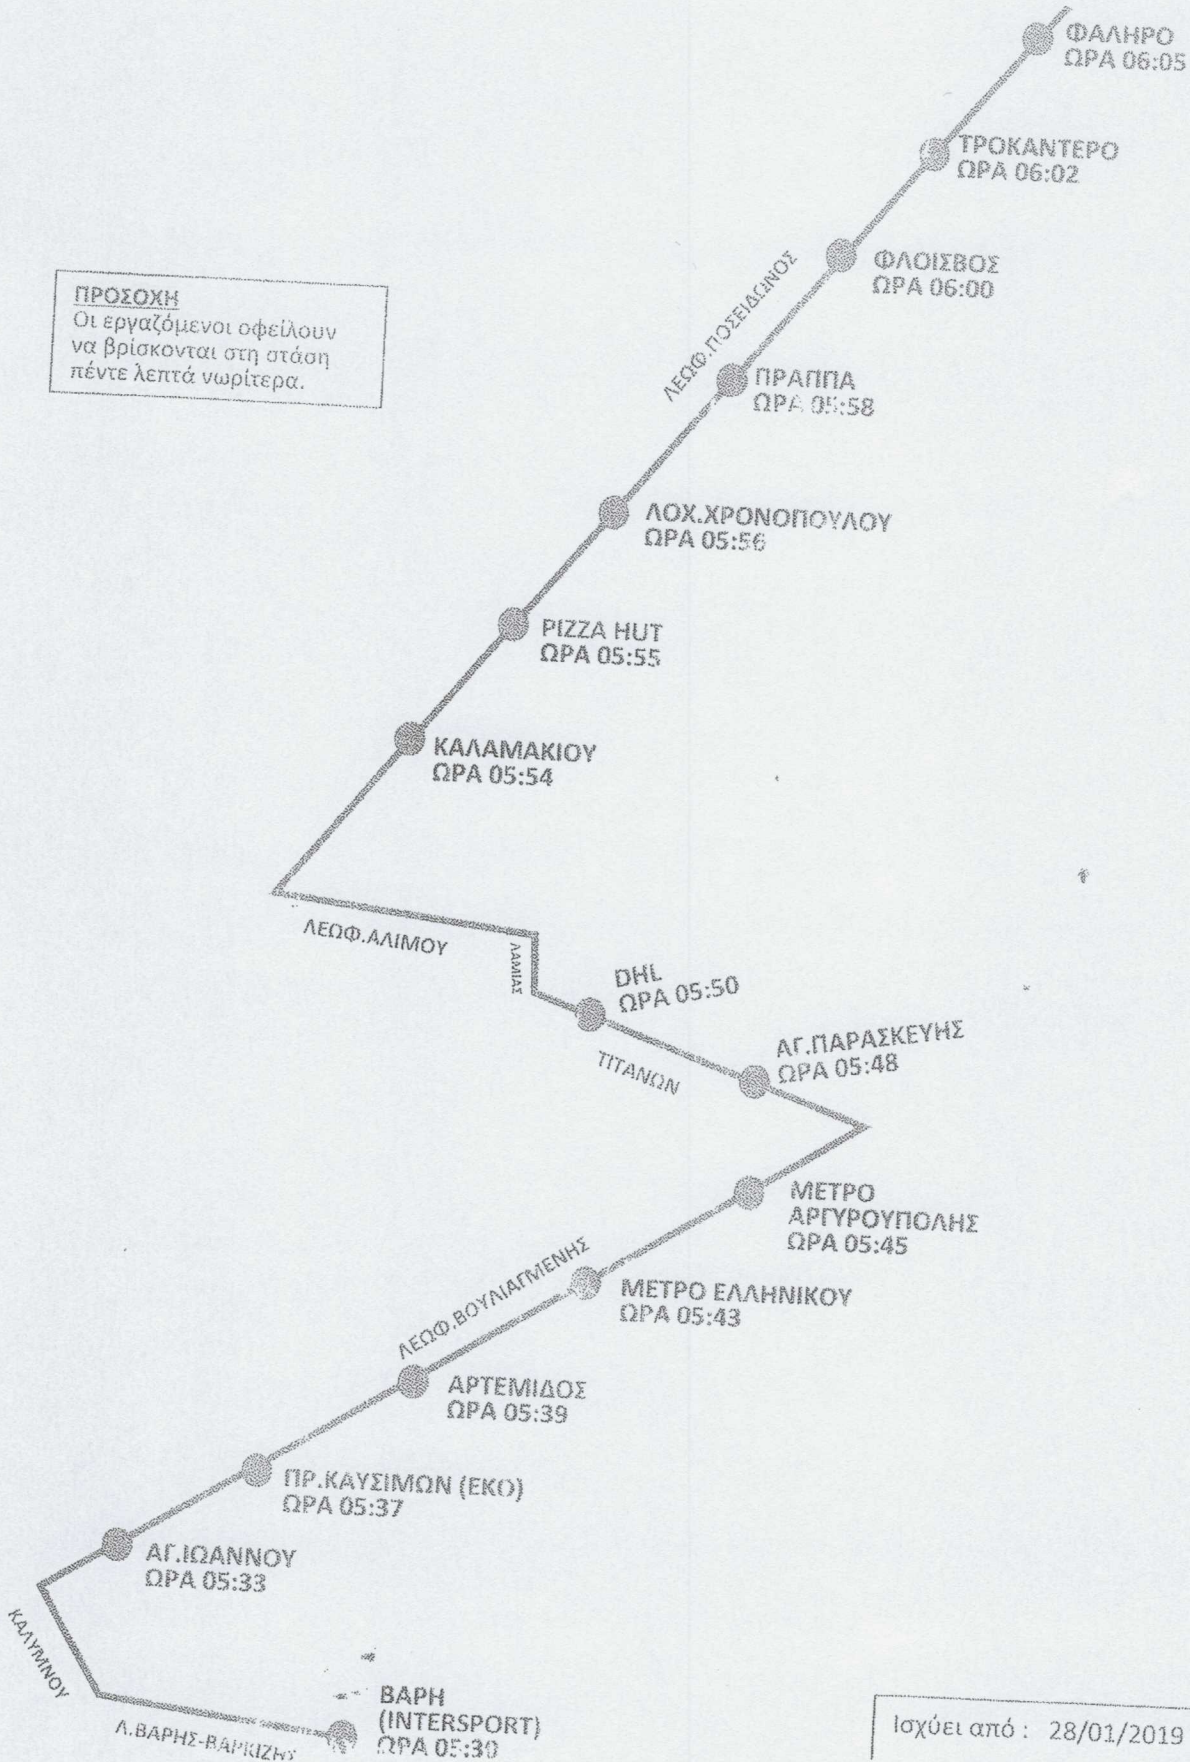 ΦΑΛΗΡΟ
ΩΡΑ 06:05
ΤΡΟΚΑΝΤΕΡΟ
ΩΡΑ 06:02
ΦΛΟΙΣΒΟΣ
ΩΡΑ 06:00
ΛΕΩΦ.ΠΟΣΕΙΔΩΝΟΣ
ΠΡΟΣΟΧΗ
Οι εργαζόμενοι οφείλουν
να βρίσκονται στη στάση
πέντε λεπτά νωρίτερα.
ΠΡΑΠΠΑ
ΩΡΑ 05:58
ΛΟΧ.ΧΡΟΝΟΠΟΥΛΟΥ
ΩΡΑ 05:56
PIZZA HUT
ΩΡΑ 05:55
ΚΑΛΑΜΑΚΙΟΥ
ΩΡΑ 05:54
ΛΕΩΦ.ΑΛΙΜΟΥ
ΛΑΜΙΑΣ
DHL
ΩΡΑ 05:50
ΤΙΤΑΝΩΝ
ΑΓ.ΠΑΡΑΣΚΕΥΗΣ
ΩΡΑ 05:48
ΜΕΤΡΟ
ΑΡΓΥΡΟΥΠΟΛΗΣ
ΩΡΑ 05:45
ΛΕΩΦ.ΒΟΥΛΙΑΓΜΕΝΗΣ
ΜΕΤΡΟ ΕΛΛΗΝΙΚΟΥ
ΩΡΑ 05:43
ΑΡΤΕΜΙΔΟΣ
ΩΡΑ 05:39
ΠΡ.ΚΑΥΣΙΜΩΝ (ΕΚΟ)
ΩΡΑ 05:37
ΑΓ.ΙΩΑΝΝΟΥ
ΩΡΑ 05:33
ΚΑΛΥΜΝΟΥ
Λ.ΒΑΡΗΣ-ΒΑΡΚΙΖΗΣ
ΒΑΡΗ
(INTERSPORT)
ΩΡΑ 05:30
Ισχύει από : 28/01/2019